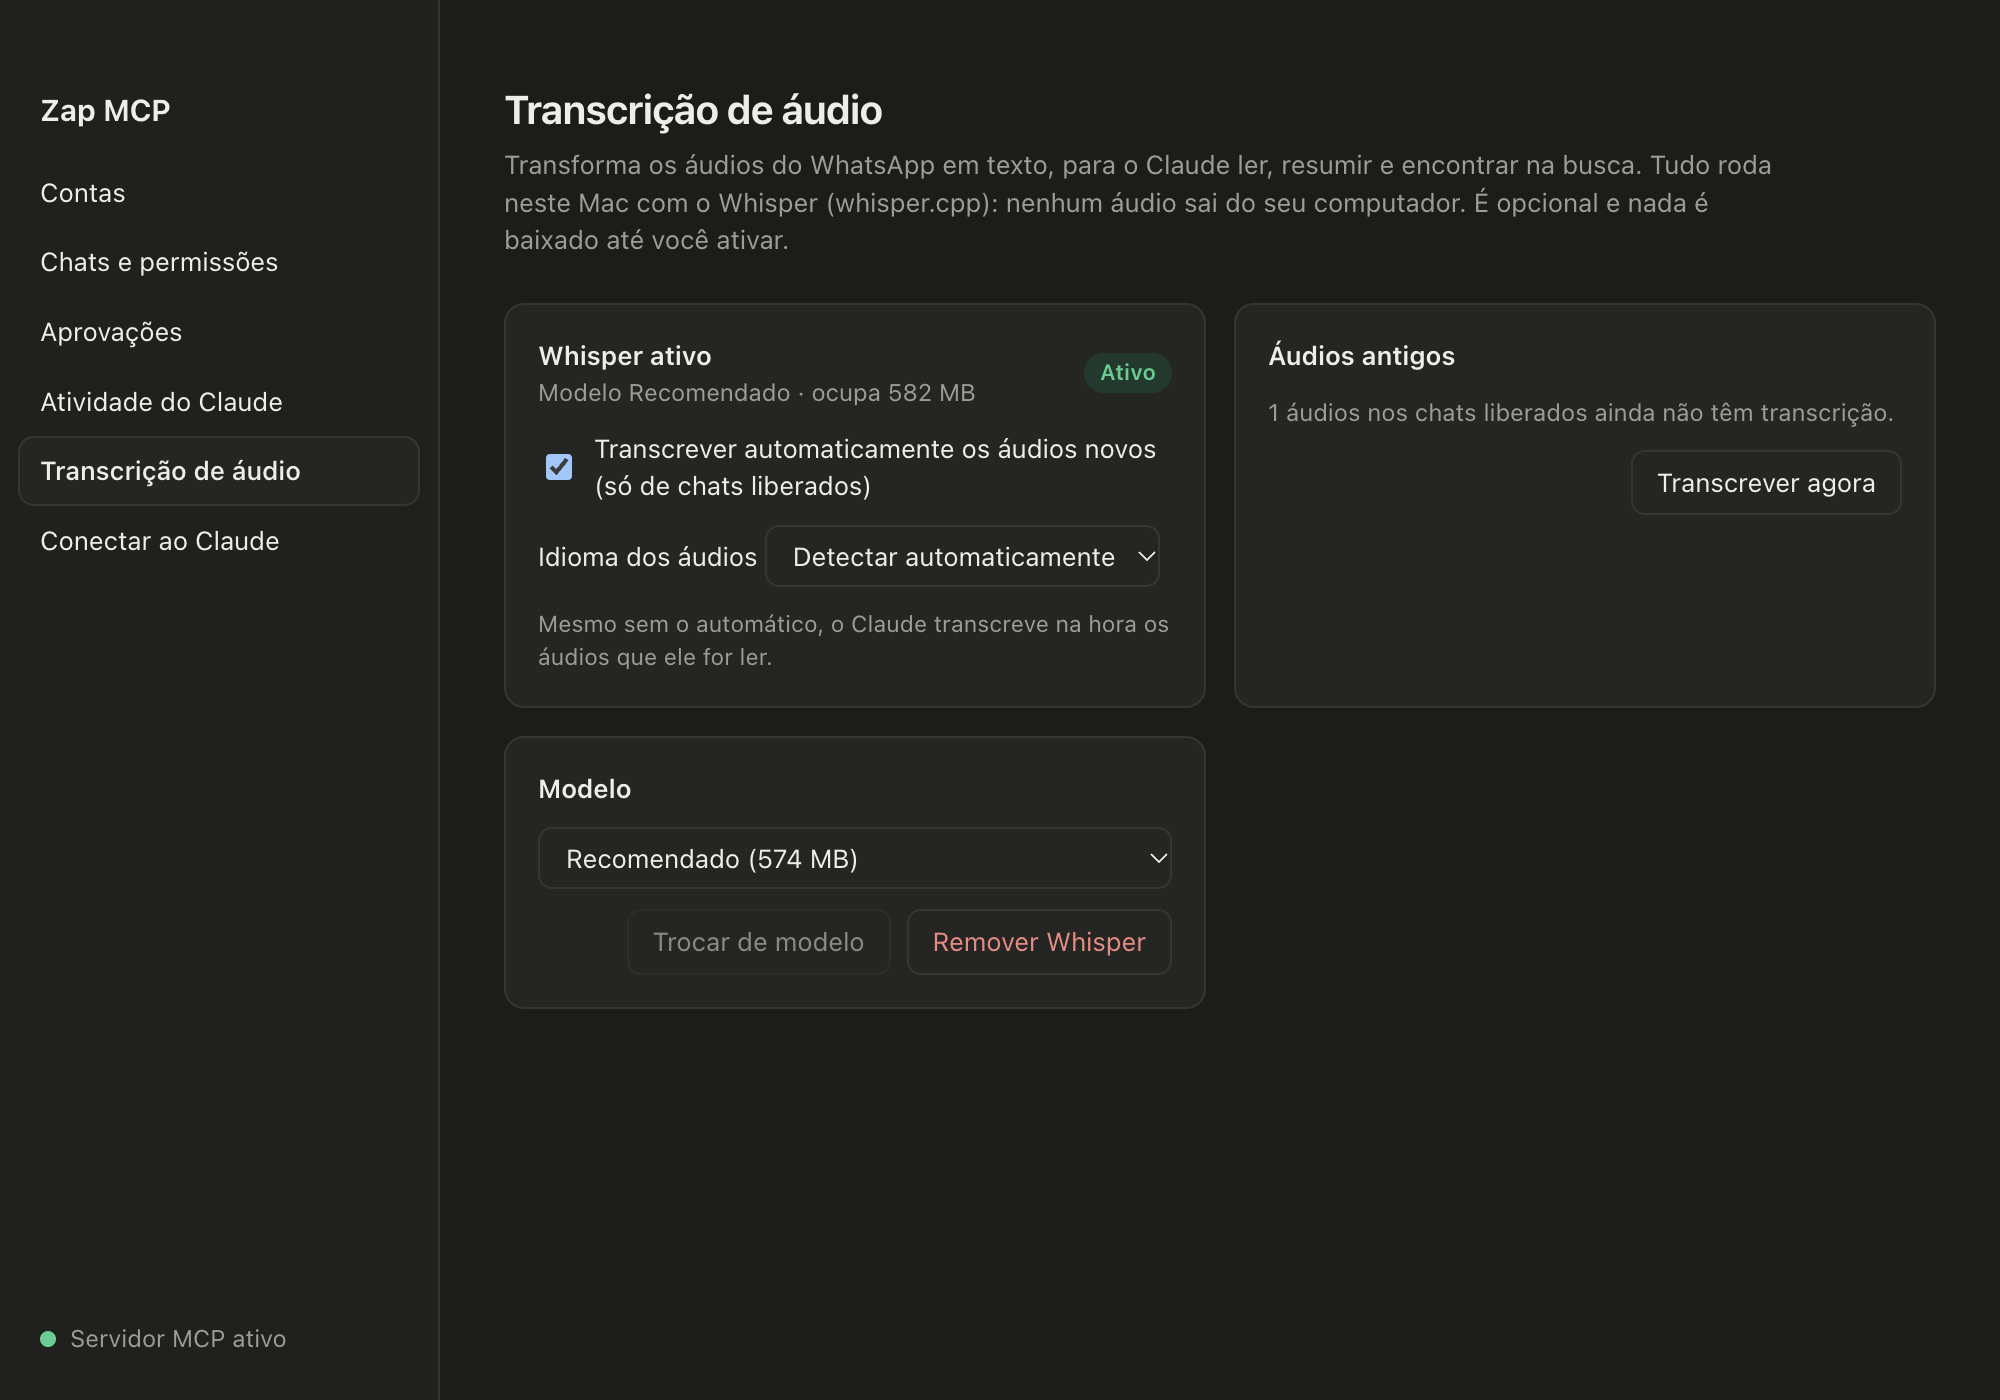 Zap MCP
Contas
Chats e permissões
Aprovações
Atividade do Claude
Transcrição de áudio
Conectar ao Claude
Servidor MCP ativo
Transcrição de áudio
Transforma os áudios do WhatsApp em texto, para o Claude ler, resumir e encontrar na busca. Tudo roda
neste Mac com o Whisper (whisper.cpp): nenhum áudio sai do seu computador. É opcional e nada é
baixado até você ativar.
Whisper ativo
Modelo Recomendado · ocupa 582 MB
Ativo
Transcrever automaticamente os áudios novos
(só de chats liberados)
Idioma dos áudios
Detectar automaticamente
Mesmo sem o automático, o Claude transcreve na hora os
áudios que ele for ler.
Áudios antigos
1 áudios nos chats liberados ainda não têm transcrição.
Transcrever agora
Modelo
Recomendado (574 MB)
Trocar de modelo
Remover Whisper